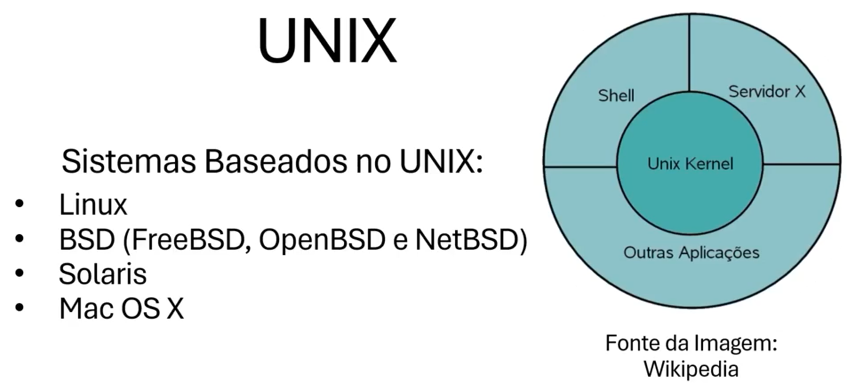 UNIX
Sistemas Baseados no UNIX:
• Linux
• BSD (FreeBSD, OpenBSD e NetBSD)
• Solaris
• Mac OS X
Shell
Servidor X
Unix Kernel
Outras Aplicações
Fonte da Imagem:
Wikipedia